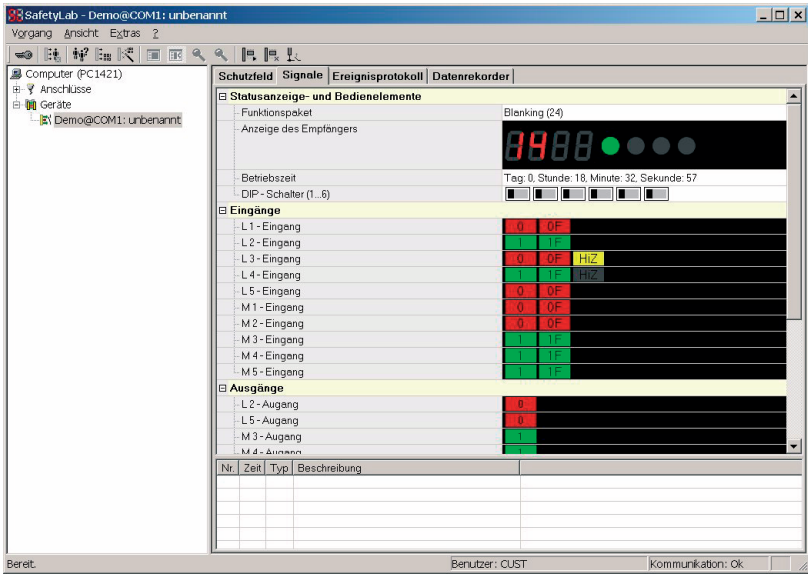 SafetyLab - Demo@COM1: unbenannt
Vorgang Ansicht Extras ?
Computer (PC1421)
Anschlüsse
Geräte
Demo@COM1: unbenannt
Schutzfeld Signale Ereignisprotokoll Datenrekorder
Statusanzeige- und Bedienelemente
Funktionspaket Blanking (24)
Anzeige des Empfängers 14
Betriebszeit Tag: 0, Stunde: 18, Minute: 32, Sekunde: 57
DIP - Schalter (1...6)
Eingänge
L 1 - Eingang 0 0F
L 2 - Eingang 1 1F
L 3 - Eingang 0 0F HiZ
L 4 - Eingang 1 1F HiZ
L 5 - Eingang 0 0F
M 1 - Eingang 0 0F
M 2 - Eingang 0 0F
M 3 - Eingang 1 1F
M 4 - Eingang 1 1F
M 5 - Eingang 1 1F
Ausgänge
L 2 - Augang 0
L 5 - Augang 0
M 3 - Augang 1
M 4 - Augang 1
Nr. Zeit Typ Beschreibung
Bereit. Benutzer: CUST Kommunikation: Ok